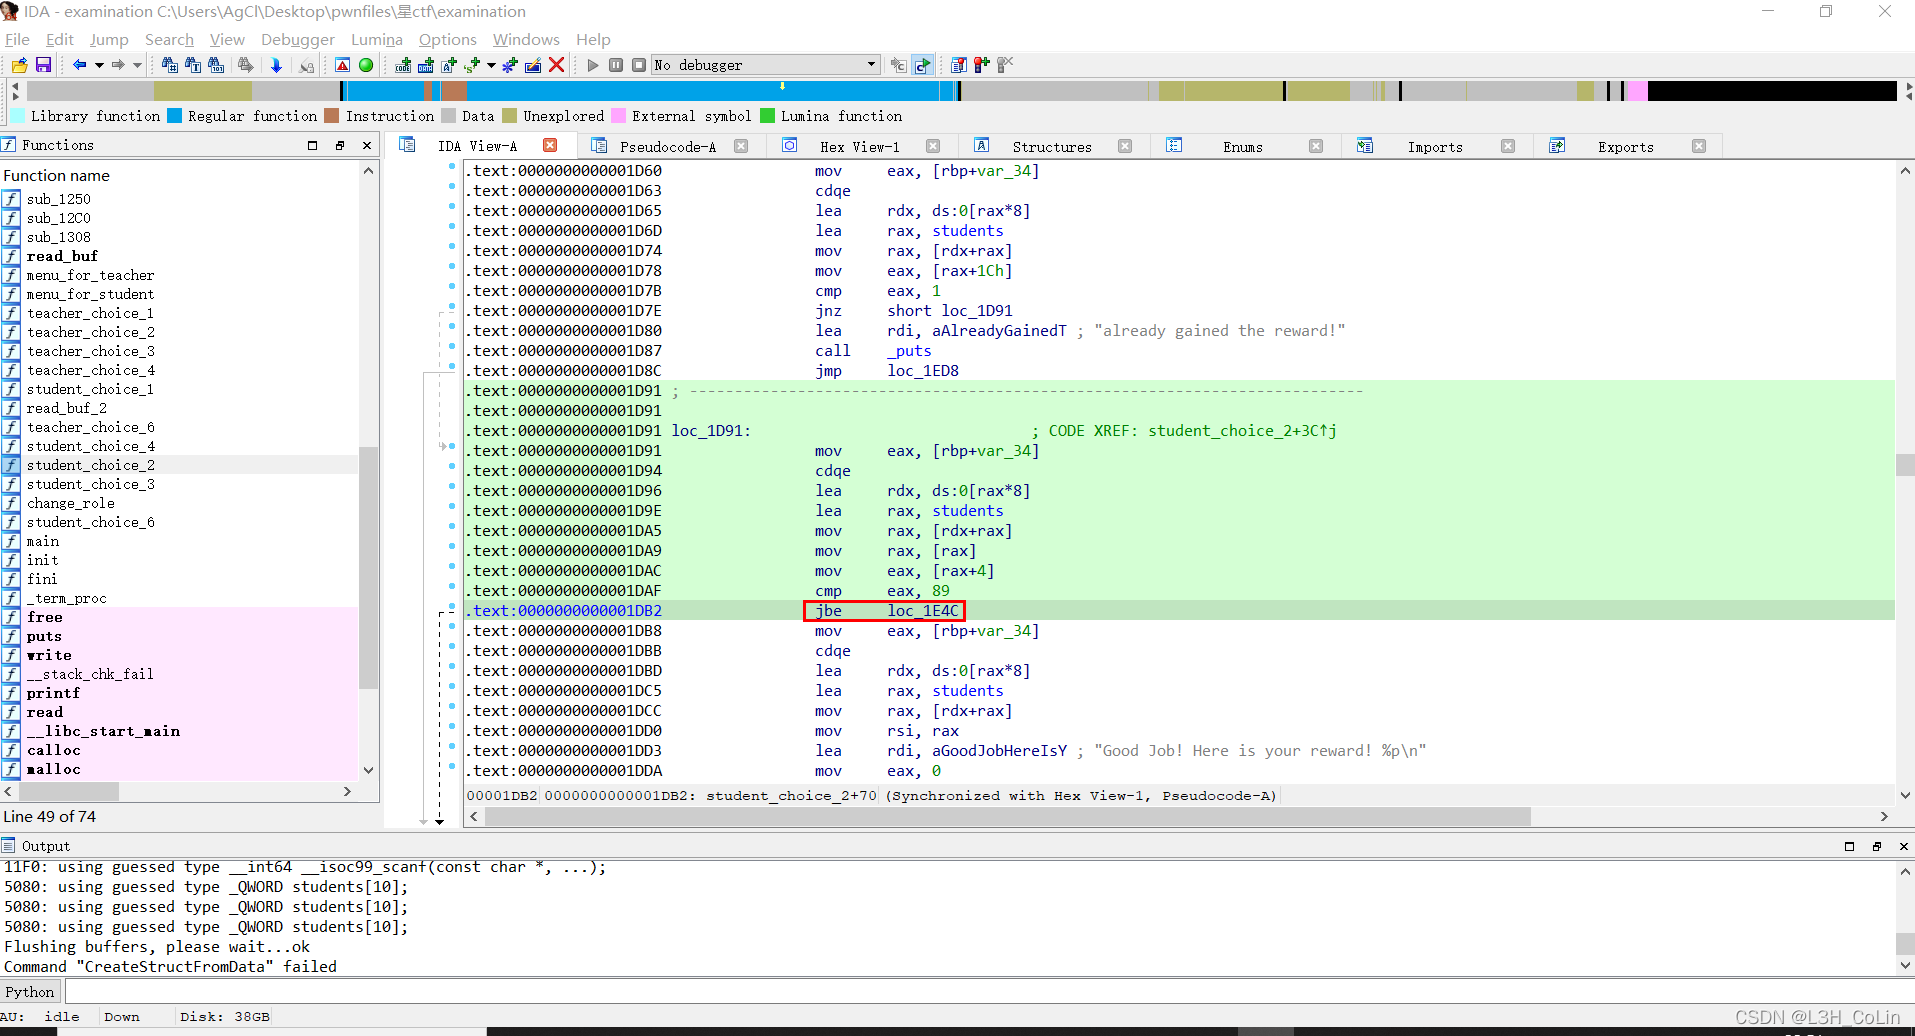 IDA - examination C:\Users\AgCl\Desktop\pwnfiles\星ctf\examination
File Edit Jump Search View Debugger Lumina Options Windows Help
No debugger
Library function Regular function Instruction Data Unexplored External symbol Lumina function
Functions
IDA View-A Pseudocode-A Hex View-1 Structures Enums Imports Exports
Function name
sub_1250
sub_12C0
sub_1308
read_buf
menu_for_teacher
menu_for_student
teacher_choice_1
teacher_choice_2
teacher_choice_3
teacher_choice_4
student_choice_1
read_buf_2
teacher_choice_6
student_choice_4
student_choice_2
student_choice_3
change_role
student_choice_6
main
init
fini
_term_proc
free
puts
write
__stack_chk_fail
printf
read
__libc_start_main
calloc
malloc
Line 49 of 74
.text:0000000000001D60 mov eax, [rbp+var_34]
.text:0000000000001D63 cdqe
.text:0000000000001D65 lea rdx, ds:0[rax*8]
.text:0000000000001D6D lea rax, students
.text:0000000000001D74 mov rax, [rdx+rax]
.text:0000000000001D78 mov eax, [rax+1Ch]
.text:0000000000001D7B cmp eax, 1
.text:0000000000001D7E jnz short loc_1D91
.text:0000000000001D80 lea rdi, aAlreadyGainedT ; "already gained the reward!"
.text:0000000000001D87 call _puts
.text:0000000000001D8C jmp loc_1ED8
.text:0000000000001D91 ; ---------------------------------------------------------------------------
.text:0000000000001D91
.text:0000000000001D91 loc_1D91: ; CODE XREF: student_choice_2+3C↑j
.text:0000000000001D91 mov eax, [rbp+var_34]
.text:0000000000001D94 cdqe
.text:0000000000001D96 lea rdx, ds:0[rax*8]
.text:0000000000001D9E lea rax, students
.text:0000000000001DA5 mov rax, [rdx+rax]
.text:0000000000001DA9 mov rax, [rax]
.text:0000000000001DAC mov eax, [rax+4]
.text:0000000000001DAF cmp eax, 89
.text:0000000000001DB2 jbe loc_1E4C
.text:0000000000001DB8 mov eax, [rbp+var_34]
.text:0000000000001DBB cdqe
.text:0000000000001DBD lea rdx, ds:0[rax*8]
.text:0000000000001DC5 lea rax, students
.text:0000000000001DCC mov rax, [rdx+rax]
.text:0000000000001DD0 mov rsi, rax
.text:0000000000001DD3 lea rdi, aGoodJobHereIsY ; "Good Job! Here is your reward! %p\n"
.text:0000000000001DDA mov eax, 0
00001DB2 0000000000001DB2: student_choice_2+70 (Synchronized with Hex View-1, Pseudocode-A)
Output
11F0: using guessed type __int64 __isoc99_scanf(const char *, ...);
5080: using guessed type _QWORD students[10];
5080: using guessed type _QWORD students[10];
5080: using guessed type _QWORD students[10];
Flushing buffers, please wait...ok
Command "CreateStructFromData" failed
Python
AU: idle Down Disk: 38GB
CSDN @L3H_CoLin